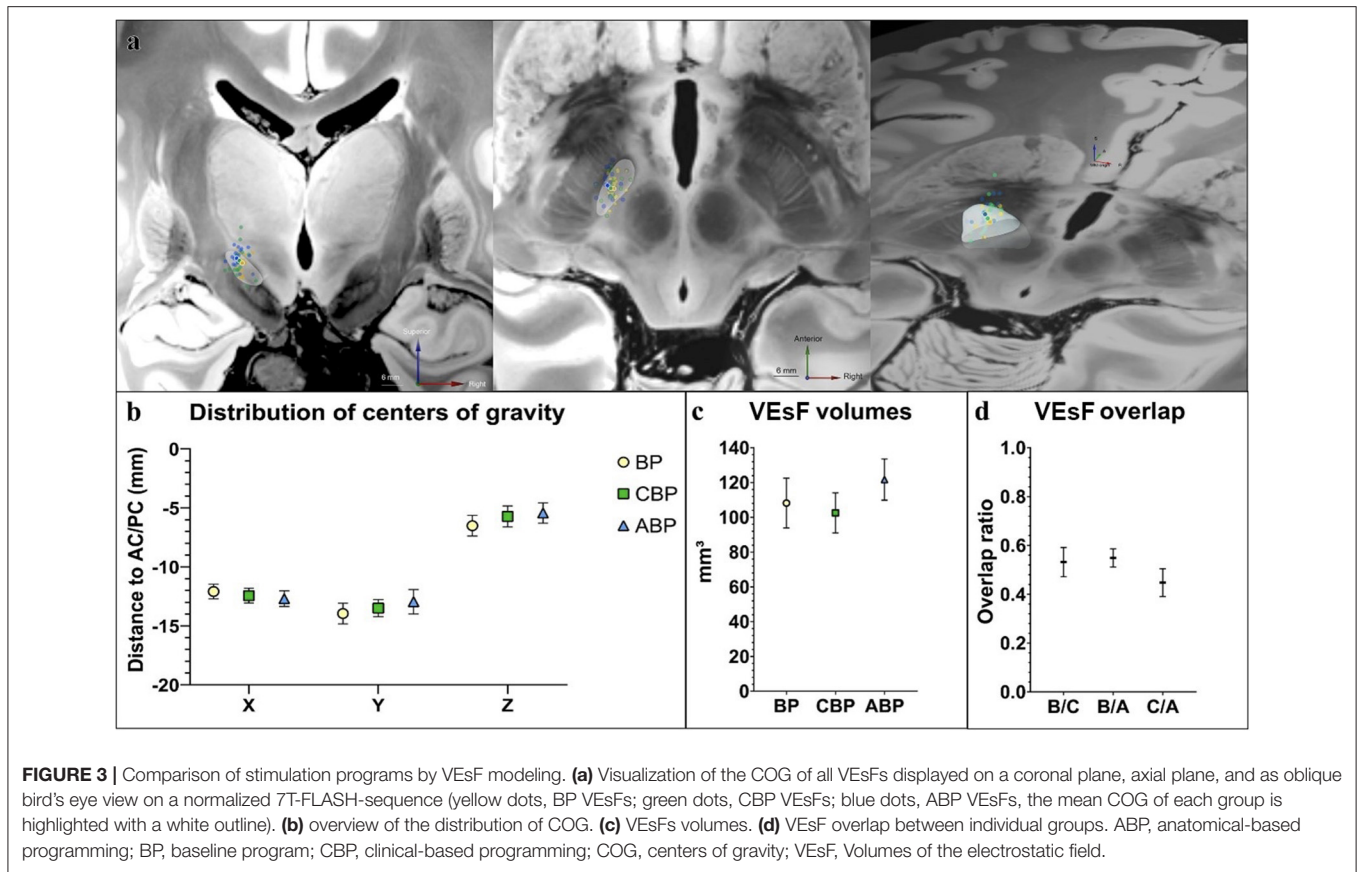 a
Superior
6 mm
Right
Anterior
6 mm
Right
b Distribution of centers of gravity
Distance to AC/PC (mm)
0
-5
-10
-15
-20
X Y Z
BP
CBP
ABP
c VEsF volumes
mm³
140
120
100
80
60
40
20
0
BP CBP ABP
d VEsF overlap
Overlap ratio
1.0
0.8
0.6
0.4
0.2
0.0
B/C B/A C/A
FIGURE 3 | Comparison of stimulation programs by VEsF modeling. (a) Visualization of the COG of all VEsFs displayed on a coronal plane, axial plane, and as oblique
bird's eye view on a normalized 7T-FLASH-sequence (yellow dots, BP VEsFs; green dots, CBP VEsFs; blue dots, ABP VEsFs, the mean COG of each group is
highlighted with a white outline). (b) overview of the distribution of COG. (c) VEsFs volumes. (d) VEsF overlap between individual groups. ABP, anatomical-based
programming; BP, baseline program; CBP, clinical-based programming; COG, centers of gravity; VEsF, Volumes of the electrostatic field.